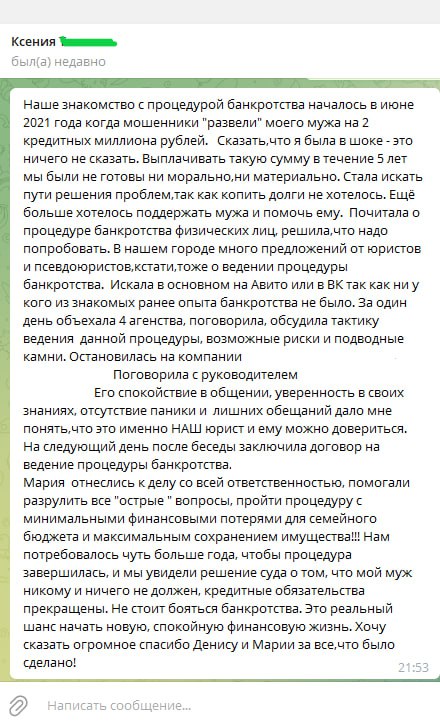 Ксения
был(а) недавно
Наше знакомство с процедурой банкротства началось в июне
2021 года когда мошенники "развели" моего мужа на 2
кредитных миллиона рублей. Сказать,что я была в шоке - это
ничего не сказать. Выплачивать такую сумму в течение 5 лет
мы были не готовы ни морально,ни материально. Стала искать
пути решения проблем,так как копить долги не хотелось. Ещё
больше хотелось поддержать мужа и помочь ему. Почитала о
процедуре банкротства физических лиц, решила,что надо
попробовать. В нашем городе много предложений от юристов
и псевдоюристов,кстати,тоже о ведении процедуры
банкротства. Искала в основном на Авито или в ВК так как ни у
кого из знакомых ранее опыта банкротства не было. За один
день объехала 4 агенства, поговорила, обсудила тактику
ведения данной процедуры, возможные риски и подводные
камни. Остановилась на компании
Поговорила с руководителем
Его спокойствие в общении, уверенность в своих
знаниях, отсутствие паники и лишних обещаний дало мне
понять,что это именно НАШ юрист и ему можно довериться.
На следующий день после беседы заключила договор на
ведение процедуры банкротства.
Мария отнеслись к делу со всей ответственностью, помогали
разрулить все "острые " вопросы, пройти процедуру с
минимальными финансовыми потерями для семейного
бюджета и максимальным сохранением имущества!!! Нам
потребовалось чуть больше года, чтобы процедура
завершилась, и мы увидели решение суда о том, что мой муж
никому и ничего не должен, кредитные обязательства
прекращены. Не стоит бояться банкротства. Это реальный
шанс начать новую, спокойную финансовую жизнь. Хочу
сказать огромное спасибо Денису и Марии за все,что было
сделано!
21:53
Написать сообщение...